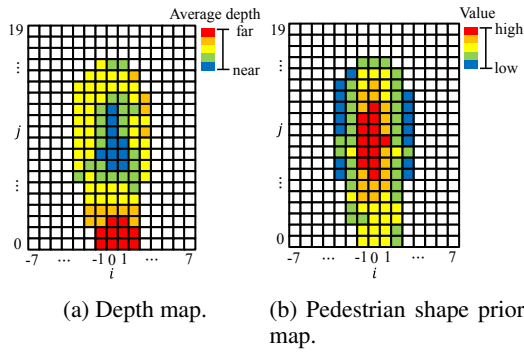 Average depth
far
near
19
⋮
j
⋮
0
-7 ⋯ -1 0 1 ⋯ 7
i
(a) Depth map.
Value
high
low
19
⋮
j
⋮
0
-7 ⋯ -1 0 1 ⋯ 7
i
(b) Pedestrian shape prior
map.